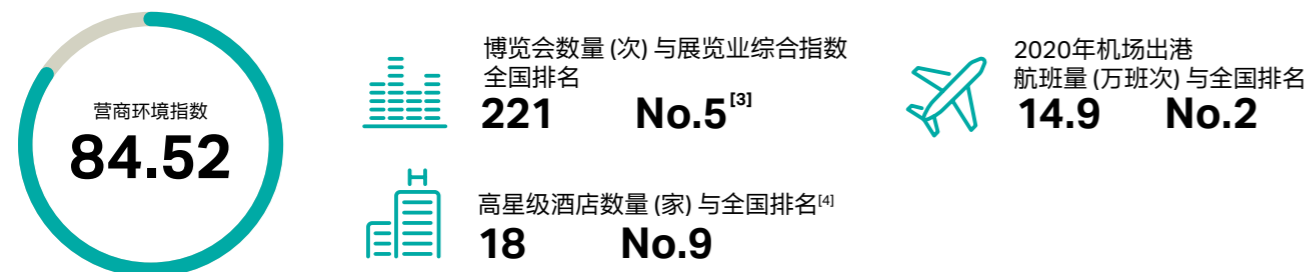 营商环境指数
84.52
博览会数量 (次) 与展览业综合指数
全国排名
221 No.5[3]
2020年机场出港
航班量 (万班次) 与全国排名
14.9 No.2
高星级酒店数量 (家) 与全国排名[4]
18 No.9